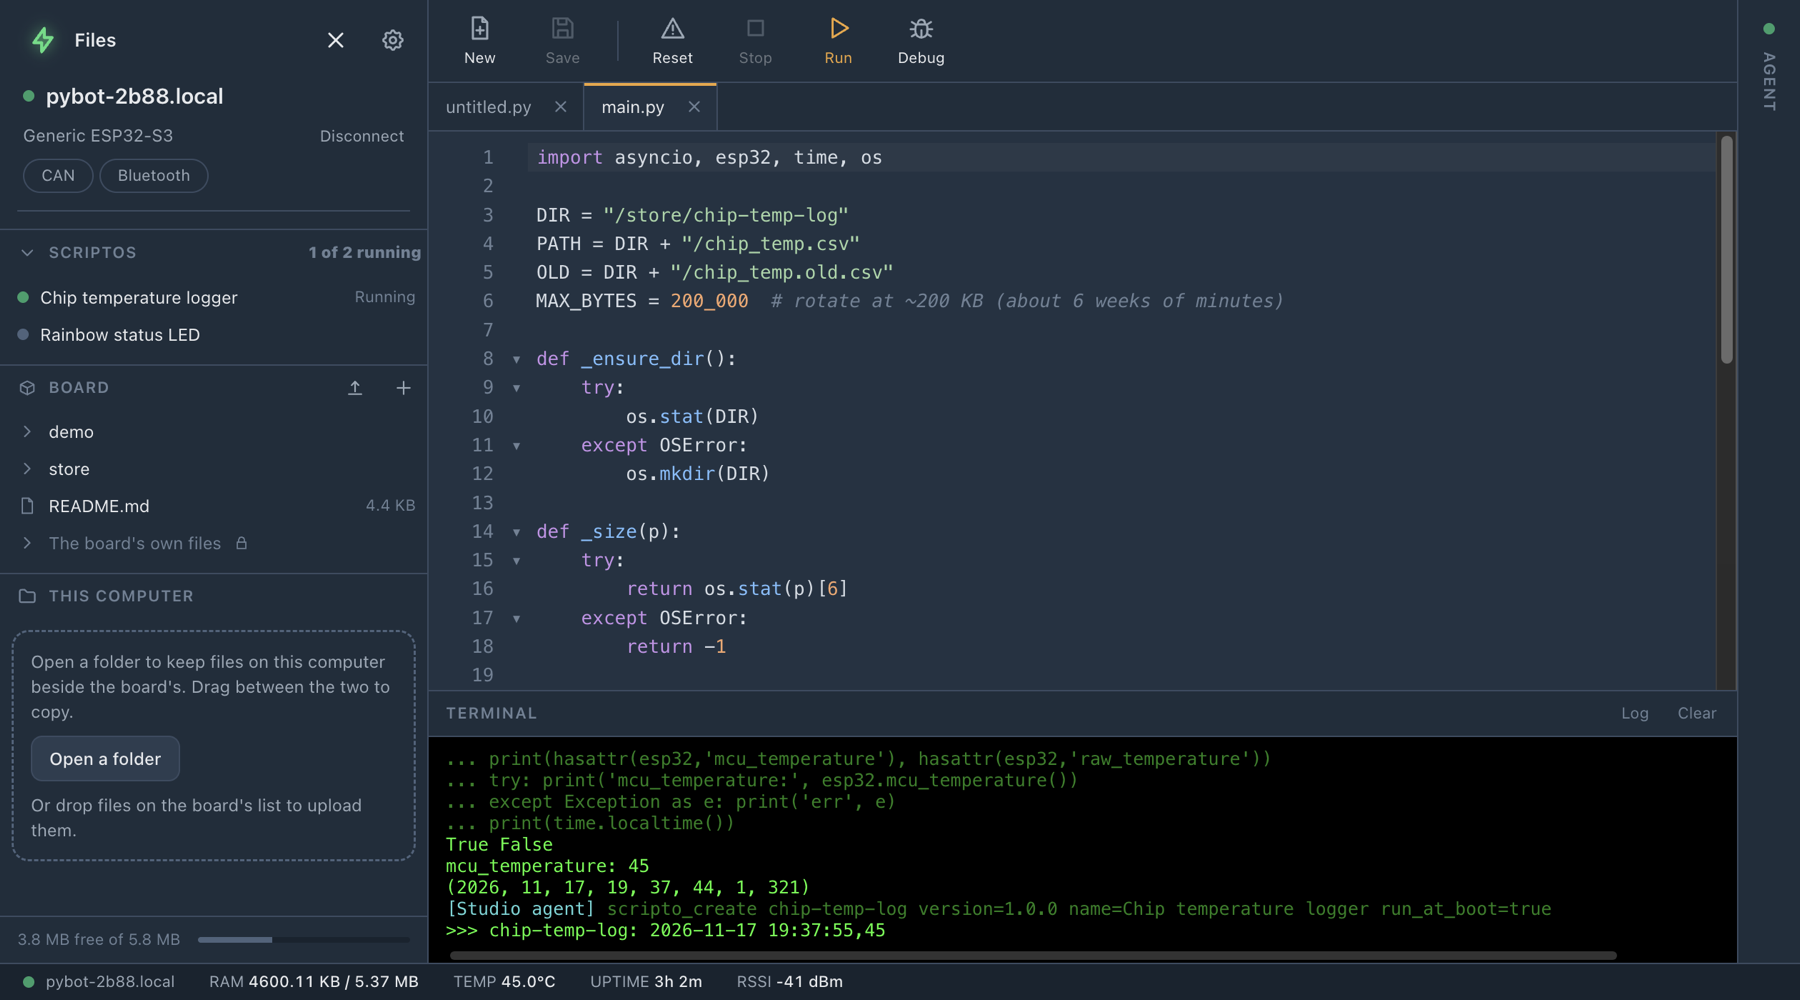 Files
pybot-2b88.local
Generic ESP32-S3
Disconnect
CAN
Bluetooth
SCRIPTOS
1 of 2 running
Chip temperature logger
Running
Rainbow status LED
BOARD
demo
store
README.md
4.4 KB
The board's own files
THIS COMPUTER
Open a folder to keep files on this computer
beside the board's. Drag between the two to
copy.
Open a folder
Or drop files on the board's list to upload
them.
3.8 MB free of 5.8 MB
New
Save
Reset
Stop
Run
Debug
untitled.py
main.py
1 import asyncio, esp32, time, os
2
3 DIR = "/store/chip-temp-log"
4 PATH = DIR + "/chip_temp.csv"
5 OLD = DIR + "/chip_temp.old.csv"
6 MAX_BYTES = 200_000  # rotate at ~200 KB (about 6 weeks of minutes)
7
8 def _ensure_dir():
9     try:
10         os.stat(DIR)
11     except OSError:
12         os.mkdir(DIR)
13
14 def _size(p):
15     try:
16         return os.stat(p)[6]
17     except OSError:
18         return -1
19
TERMINAL
Log
Clear
... print(hasattr(esp32,'mcu_temperature'), hasattr(esp32,'raw_temperature'))
... try: print('mcu_temperature:', esp32.mcu_temperature())
... except Exception as e: print('err', e)
... print(time.localtime())
True False
mcu_temperature: 45
(2026, 11, 17, 19, 37, 44, 1, 321)
[Studio agent] scripto_create chip-temp-log version=1.0.0 name=Chip temperature logger run_at_boot=true
>>> chip-temp-log: 2026-11-17 19:37:55,45
AGENT
pybot-2b88.local
RAM 4600.11 KB / 5.37 MB
TEMP 45.0°C
UPTIME 3h 2m
RSSI -41 dBm